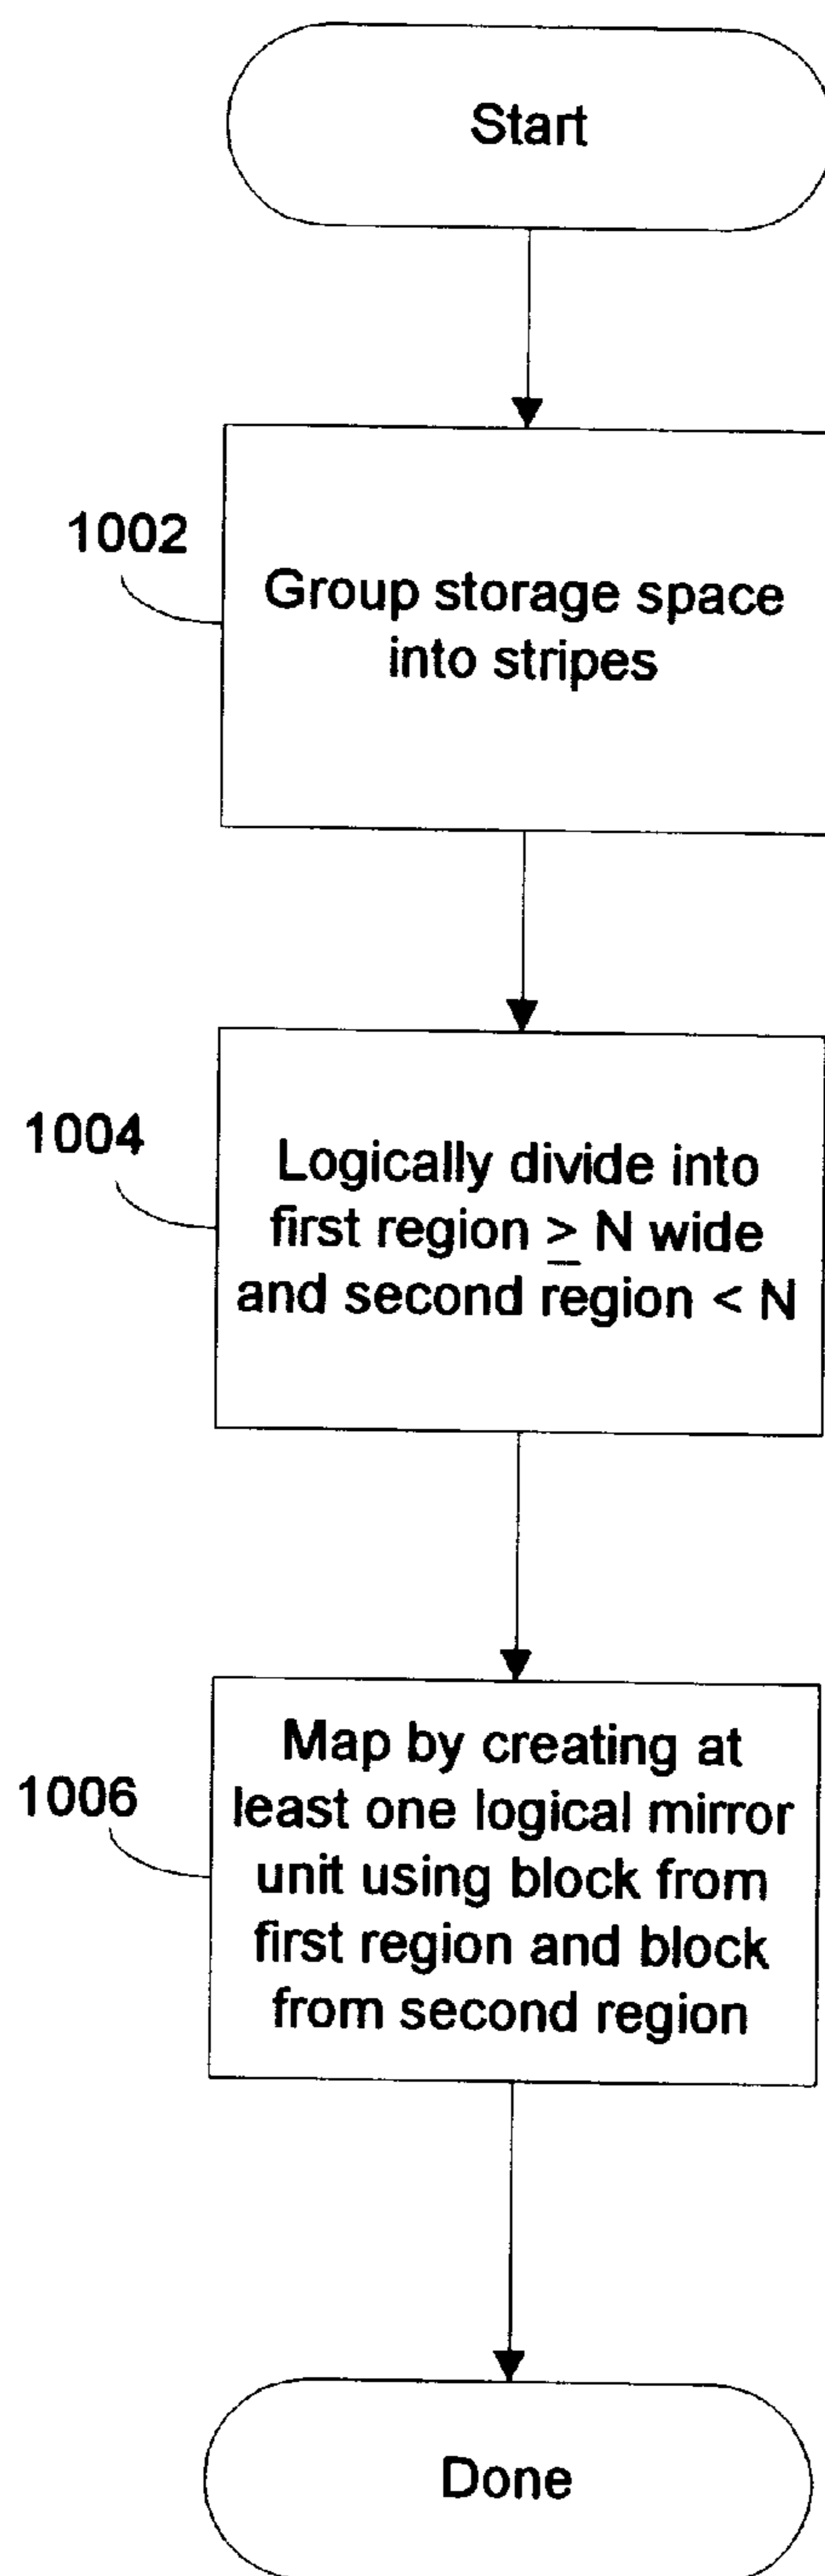 Start
1002
Group storage space
into stripes
1004
Logically divide into
first region ≥ N wide
and second region < N
1006
Map by creating at
least one logical mirror
unit using block from
first region and block
from second region
Done